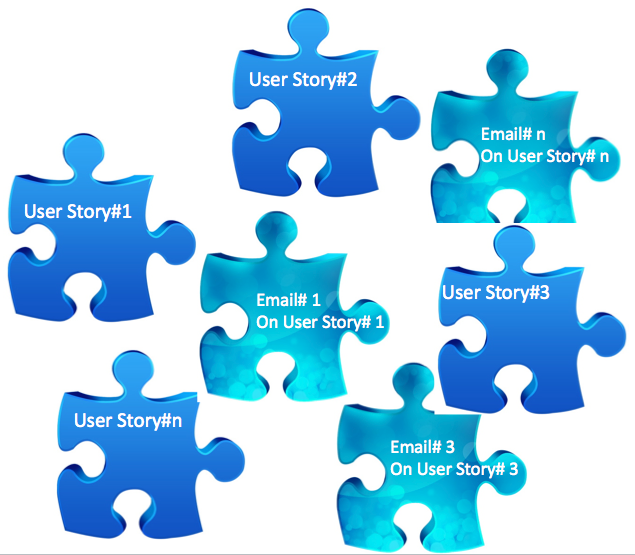 User Story#2
Email# n
On User Story# n
User Story#1
Email# 1
On User Story# 1
User Story#3
User Story#n
Email# 3
On User Story# 3